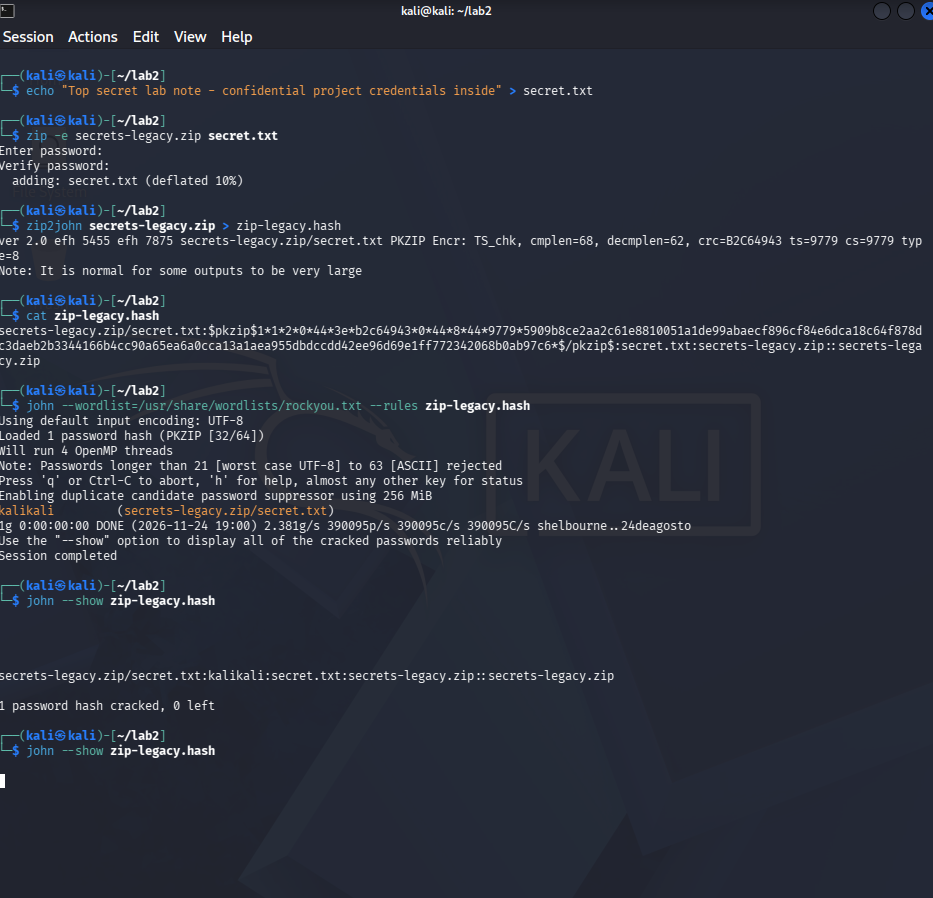 kali@kali: ~/lab2
Session Actions Edit View Help
┌──(kali㉿kali)-[~/lab2]
└─$ echo "Top secret lab note - confidential project credentials inside" > secret.txt
┌──(kali㉿kali)-[~/lab2]
└─$ zip -e secrets-legacy.zip secret.txt
Enter password:
Verify password:
adding: secret.txt (deflated 10%)
┌──(kali㉿kali)-[~/lab2]
└─$ zip2john secrets-legacy.zip > zip-legacy.hash
ver 2.0 efh 5455 efh 7875 secrets-legacy.zip/secret.txt PKZIP Encr: TS_chk, cmplen=68, decmplen=62, crc=B2C64943 ts=9779 cs=9779 typ
e=8
Note: It is normal for some outputs to be very large
┌──(kali㉿kali)-[~/lab2]
└─$ cat zip-legacy.hash
secrets-legacy.zip/secret.txt:$pkzip$1*1*2*0*44*3e*b2c64943*0*44*8*44*9779*5909b8ce2aa2c61e8810051a1de99abaecf896cf84e6dca18c64f878d
c3daeb2b3344166b4cc90a65ea6a0cca13a1aea955dbdccdd42ee96d69e1ff772342068b0ab97c6*$/pkzip$:secret.txt:secrets-legacy.zip::secrets-lega
cy.zip
┌──(kali㉿kali)-[~/lab2]
└─$ john --wordlist=/usr/share/wordlists/rockyou.txt --rules zip-legacy.hash
Using default input encoding: UTF-8
Loaded 1 password hash (PKZIP [32/64])
Will run 4 OpenMP threads
Note: Passwords longer than 21 [worst case UTF-8] to 63 [ASCII] rejected
Press 'q' or Ctrl-C to abort, 'h' for help, almost any other key for status
Enabling duplicate candidate password suppressor using 256 MiB
kalikali (secrets-legacy.zip/secret.txt)
1g 0:00:00:00 DONE (2026-11-24 19:00) 2.381g/s 390095p/s 390095c/s 390095C/s shelbourne..24deagosto
Use the "--show" option to display all of the cracked passwords reliably
Session completed
KALI
┌──(kali㉿kali)-[~/lab2]
└─$ john --show zip-legacy.hash
secrets-legacy.zip/secret.txt:kalikali:secret.txt:secrets-legacy.zip::secrets-legacy.zip
1 password hash cracked, 0 left
┌──(kali㉿kali)-[~/lab2]
└─$ john --show zip-legacy.hash